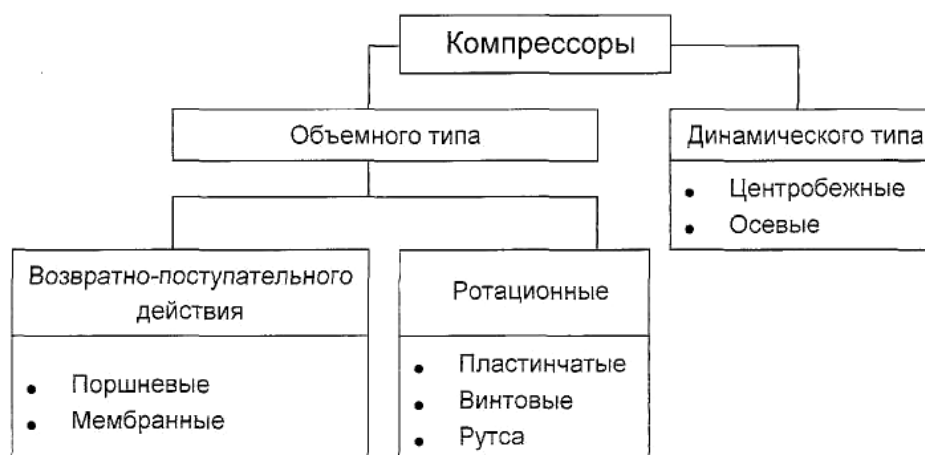 Компрессоры
Объемного типа
Динамического типа
• Центробежные
• Осевые
Возвратно-поступательного
действия
• Поршневые
• Мембранные
Ротационные
• Пластинчатые
• Винтовые
• Рутса